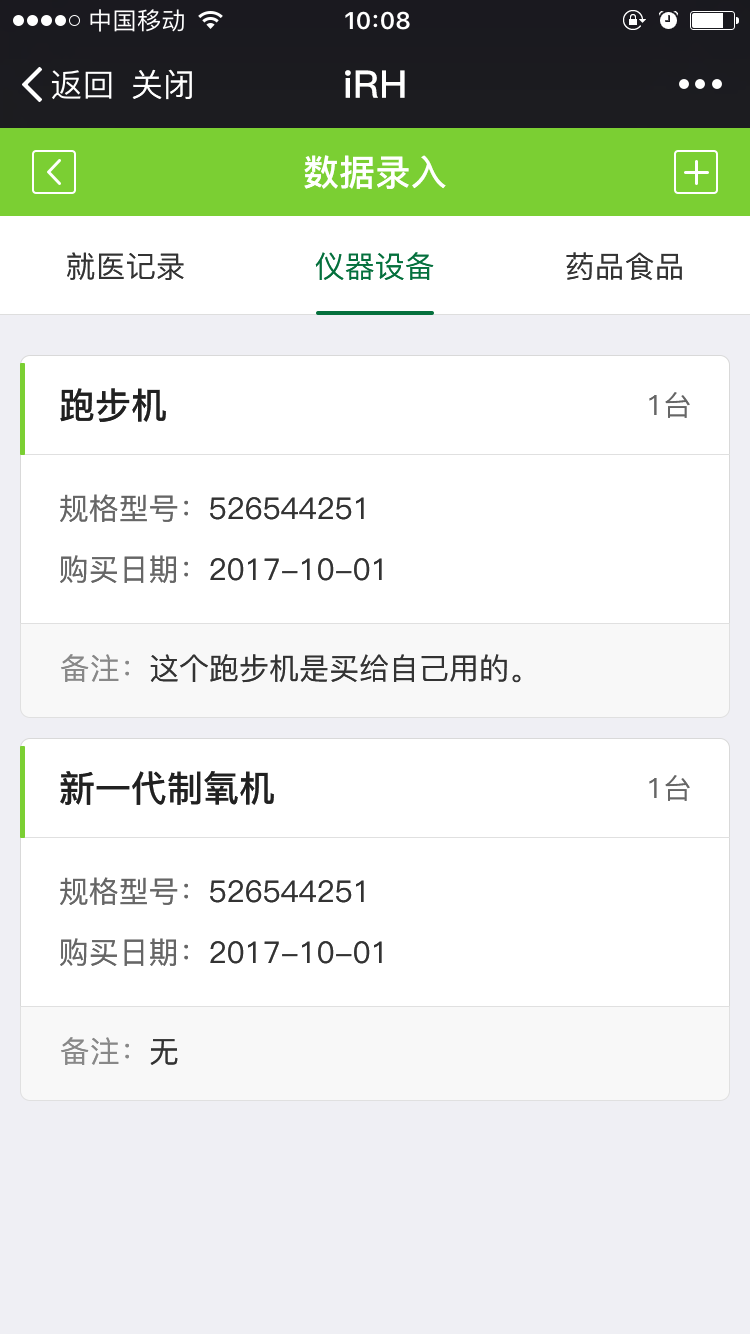 中国移动 10:08
返回 关闭 iRH
数据录入
就医记录 仪器设备 药品食品
跑步机 1台
规格型号：526544251
购买日期：2017-10-01
备注：这个跑步机是买给自己用的。
新一代制氧机 1台
规格型号：526544251
购买日期：2017-10-01
备注：无